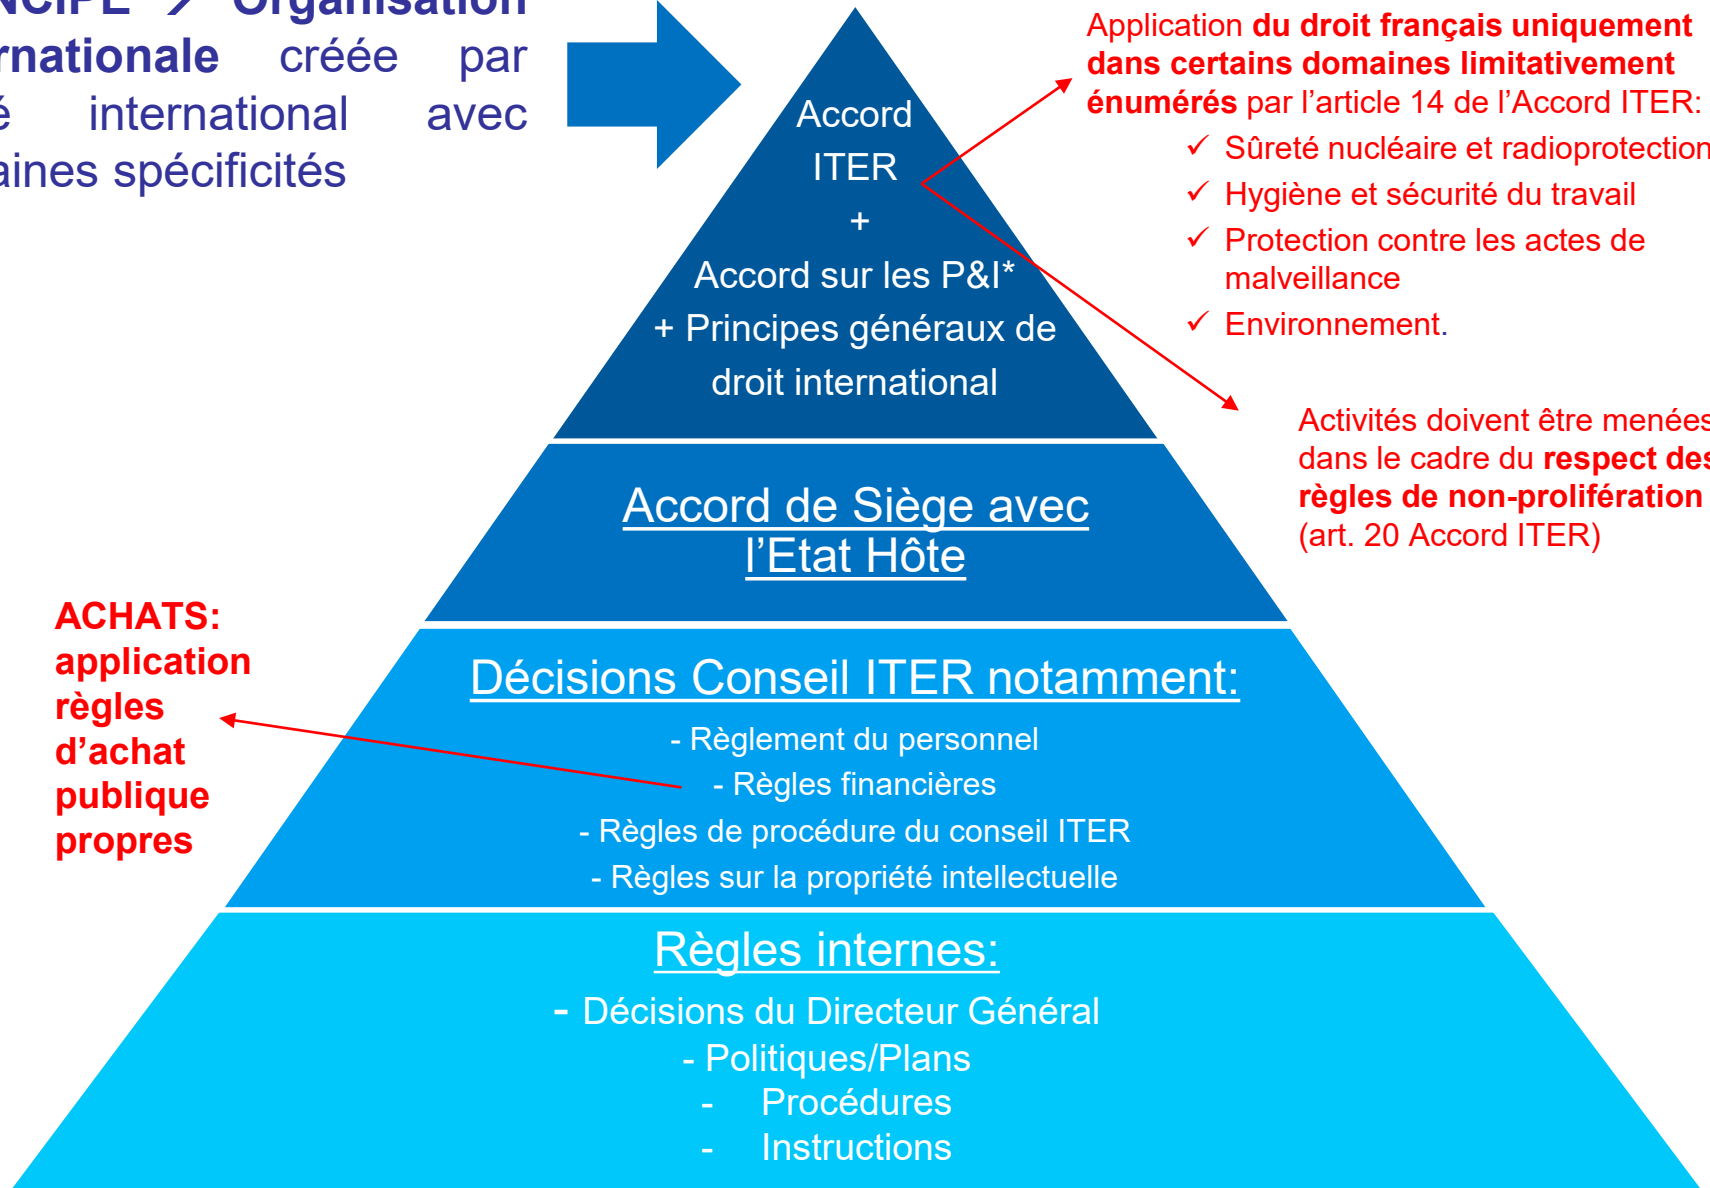 NCIPE → Organisation
rnationale créée par
é international avec
aines spécificités
Accord
ITER
+
Accord sur les P&I*
+ Principes généraux de
droit international
Application du droit français uniquement
dans certains domaines limitativement
énumérés par l’article 14 de l’Accord ITER:
✓ Sûreté nucléaire et radioprotection
✓ Hygiène et sécurité du travail
✓ Protection contre les actes de
malveillance
✓ Environnement.
Activités doivent être menées
dans le cadre du respect des
règles de non-prolifération
(art. 20 Accord ITER)
Accord de Siège avec
l’Etat Hôte
ACHATS:
application
règles
d’achat
publique
propres
Décisions Conseil ITER notamment:
- Règlement du personnel
- Règles financières
- Règles de procédure du conseil ITER
- Règles sur la propriété intellectuelle
Règles internes:
- Décisions du Directeur Général
- Politiques/Plans
- Procédures
- Instructions